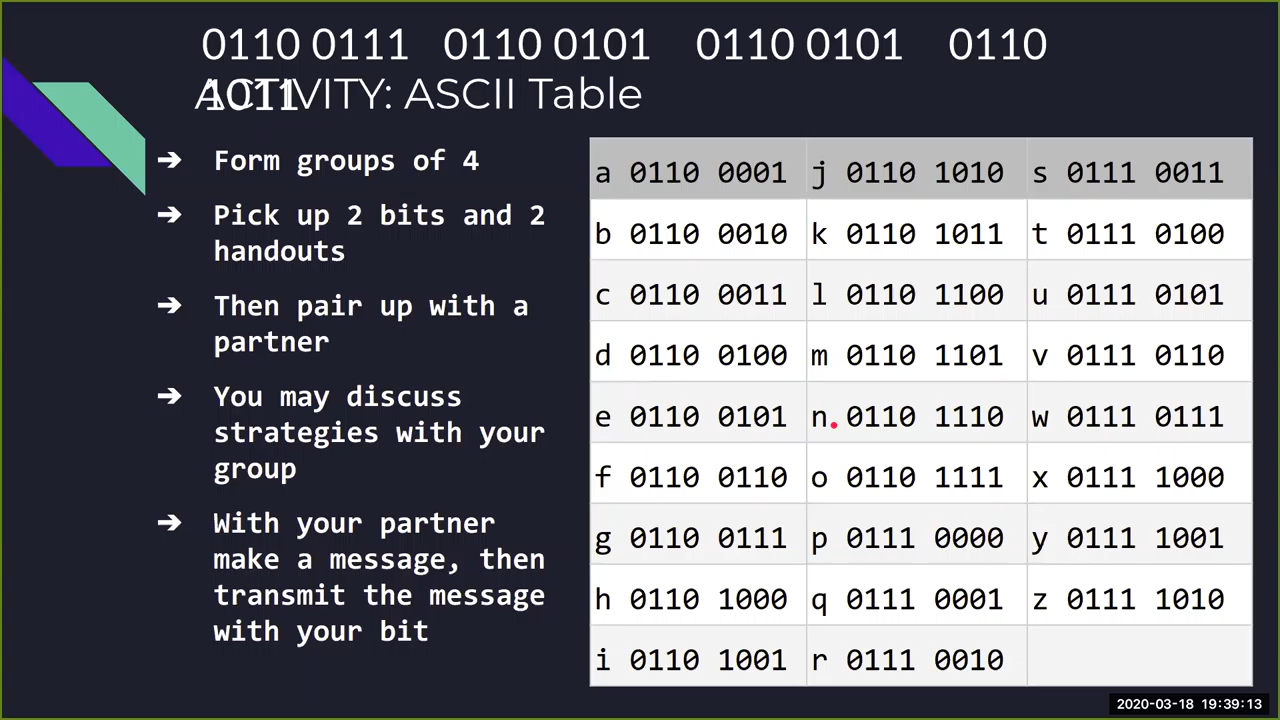 0110 0111 0110 0101 0110 0101 0110
1011
ACTIVITY: ASCII Table
➔ Form groups of 4
➔ Pick up 2 bits and 2
handouts
➔ Then pair up with a
partner
➔ You may discuss
strategies with your
group
➔ With your partner
make a message, then
transmit the message
with your bit
a 0110 0001 j 0110 1010 s 0111 0011
b 0110 0010 k 0110 1011 t 0111 0100
c 0110 0011 l 0110 1100 u 0111 0101
d 0110 0100 m 0110 1101 v 0111 0110
e 0110 0101 n 0110 1110 w 0111 0111
f 0110 0110 o 0110 1111 x 0111 1000
g 0110 0111 p 0111 0000 y 0111 1001
h 0110 1000 q 0111 0001 z 0111 1010
i 0110 1001 r 0111 0010
2020-03-18 19:39:13